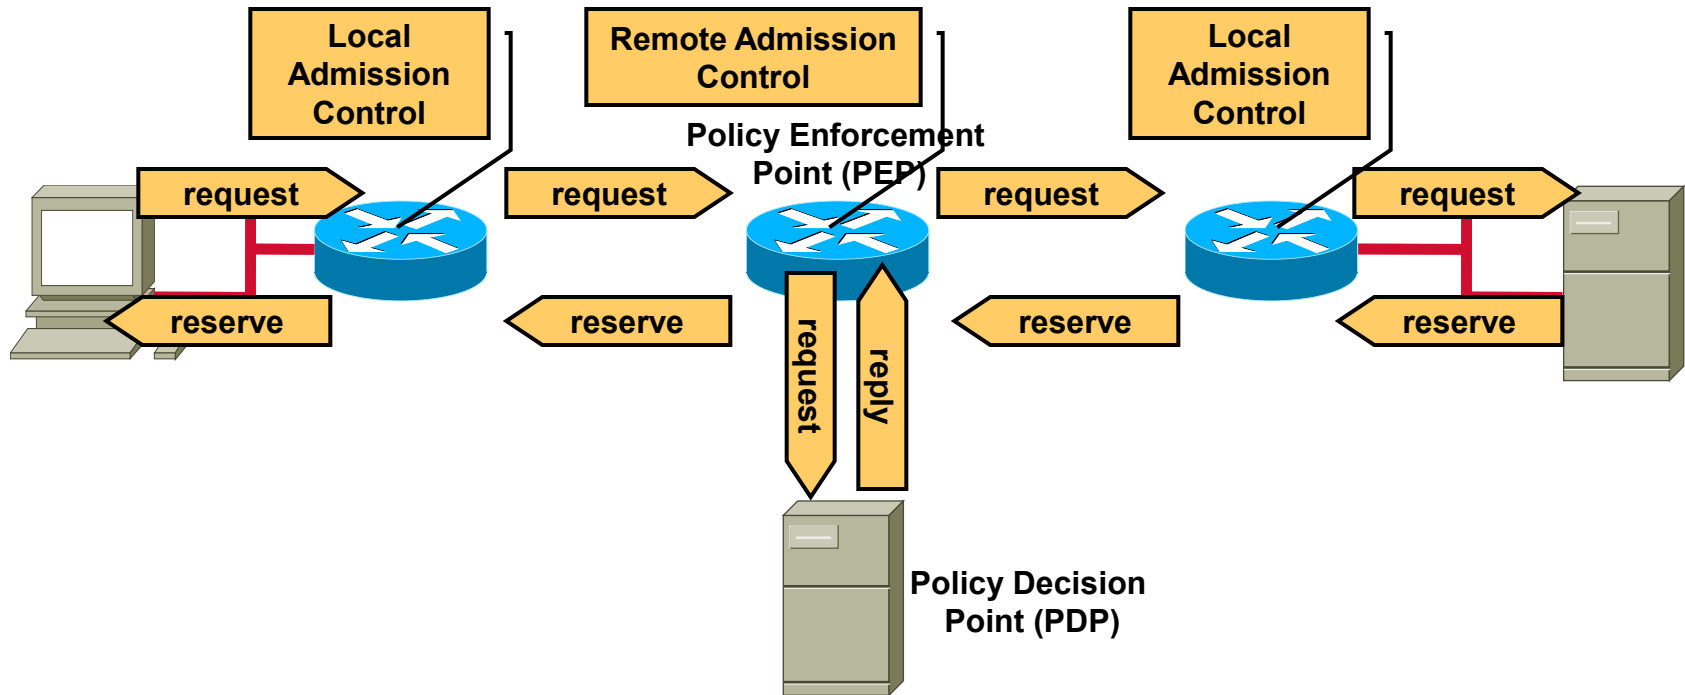 Local
Admission
Control
Remote Admission
Control
Local
Admission
Control
Policy Enforcement
Point (PEP)
request
request
request
request
reserve
reserve
reserve
reserve
request
reply
Policy Decision
Point (PDP)